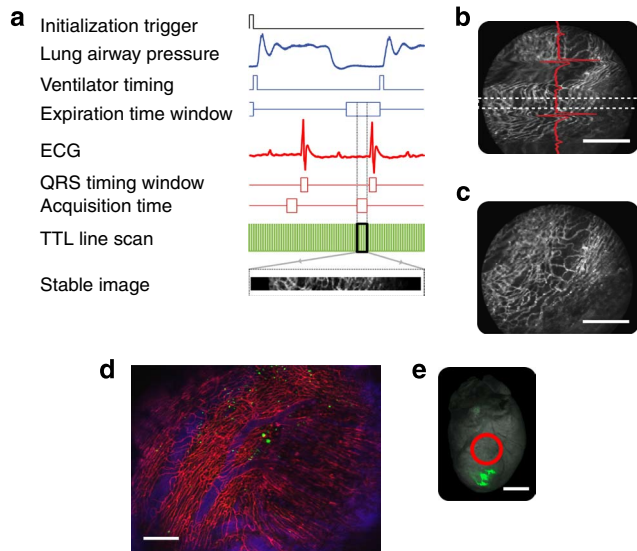 a
Initialization trigger
Lung airway pressure
Ventilator timing
Expiration time window
ECG
QRS timing window
Acquisition time
TTL line scan
Stable image
b
c
d
e